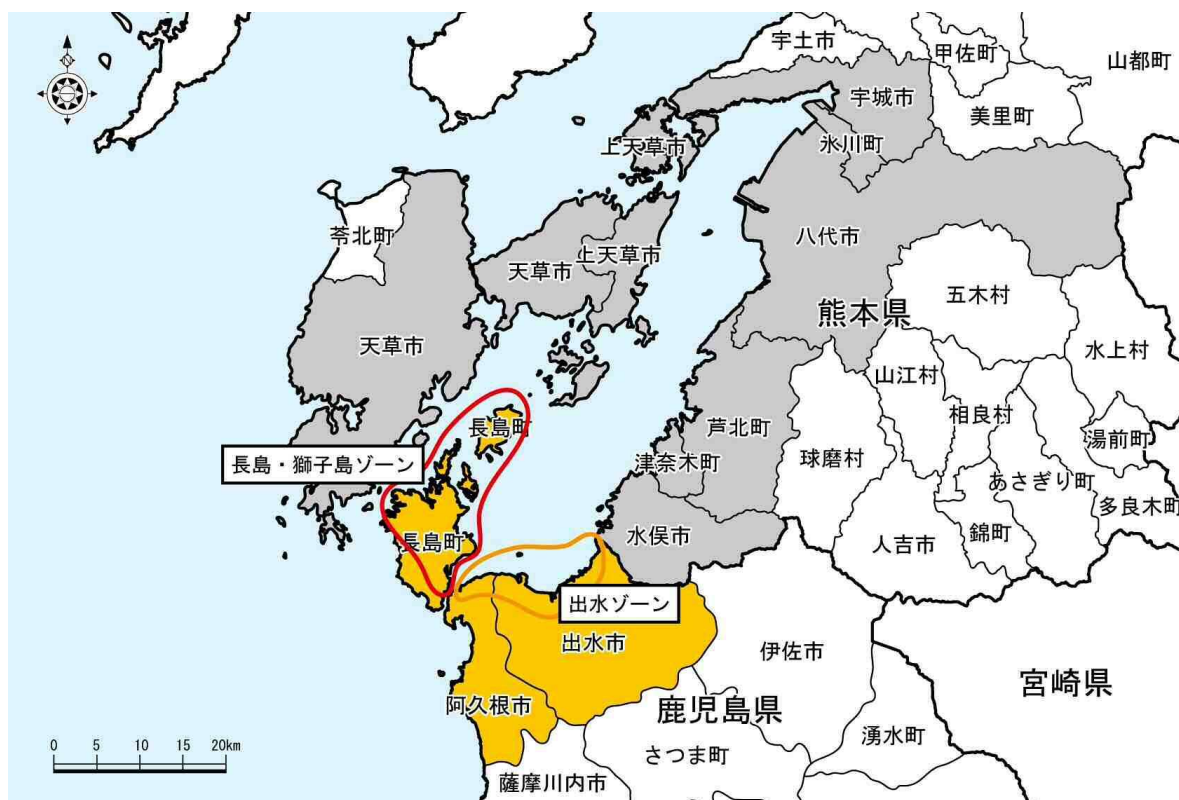 N
宇土市
甲佐町
山都町
宇城市
美里町
上天草市
氷川町
苓北町
八代市
天草市
上天草市
五木村
熊本県
天草市
水上村
山江村
長島町
相良村
芦北町
湯前町
長島・獅子島ゾーン
津奈木町
球磨村
あさぎり町
多良木町
長島町
水俣市
人吉市
錦町
出水ゾーン
出水市
伊佐市
宮崎県
阿久根市
鹿児島県
湧水町
さつま町
薩摩川内市
0 5 10 15 20km